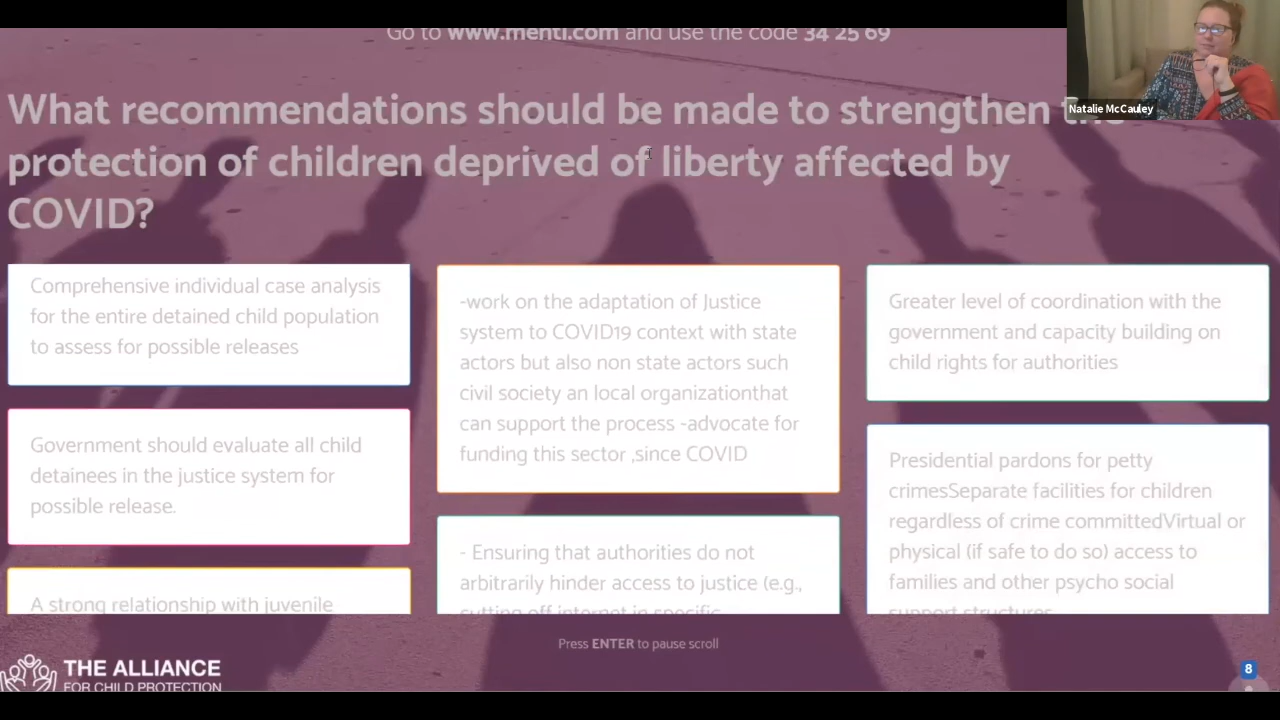 Go to www.menti.com and use the code 34 25 69
Natalie McCauley
What recommendations should be made to strengthen the
protection of children deprived of liberty affected by
COVID?
Comprehensive individual case analysis
for the entire detained child population
to assess for possible releases
Government should evaluate all child
detainees in the justice system for
possible release.
A strong relationship with juvenile
-work on the adaptation of Justice
system to COVID19 context with state
actors but also non state actors such
civil society an local organizationthat
can support the process -advocate for
funding this sector ,since COVID
- Ensuring that authorities do not
arbitrarily hinder access to justice (e.g.,
cutting off internet in specific
Greater level of coordination with the
government and capacity building on
child rights for authorities
Presidential pardons for petty
crimesSeparate facilities for children
regardless of crime committedVirtual or
physical (if safe to do so) access to
families and other psycho social
support structures
Press ENTER to pause scroll
THE ALLIANCE
FOR CHILD PROTECTION
8